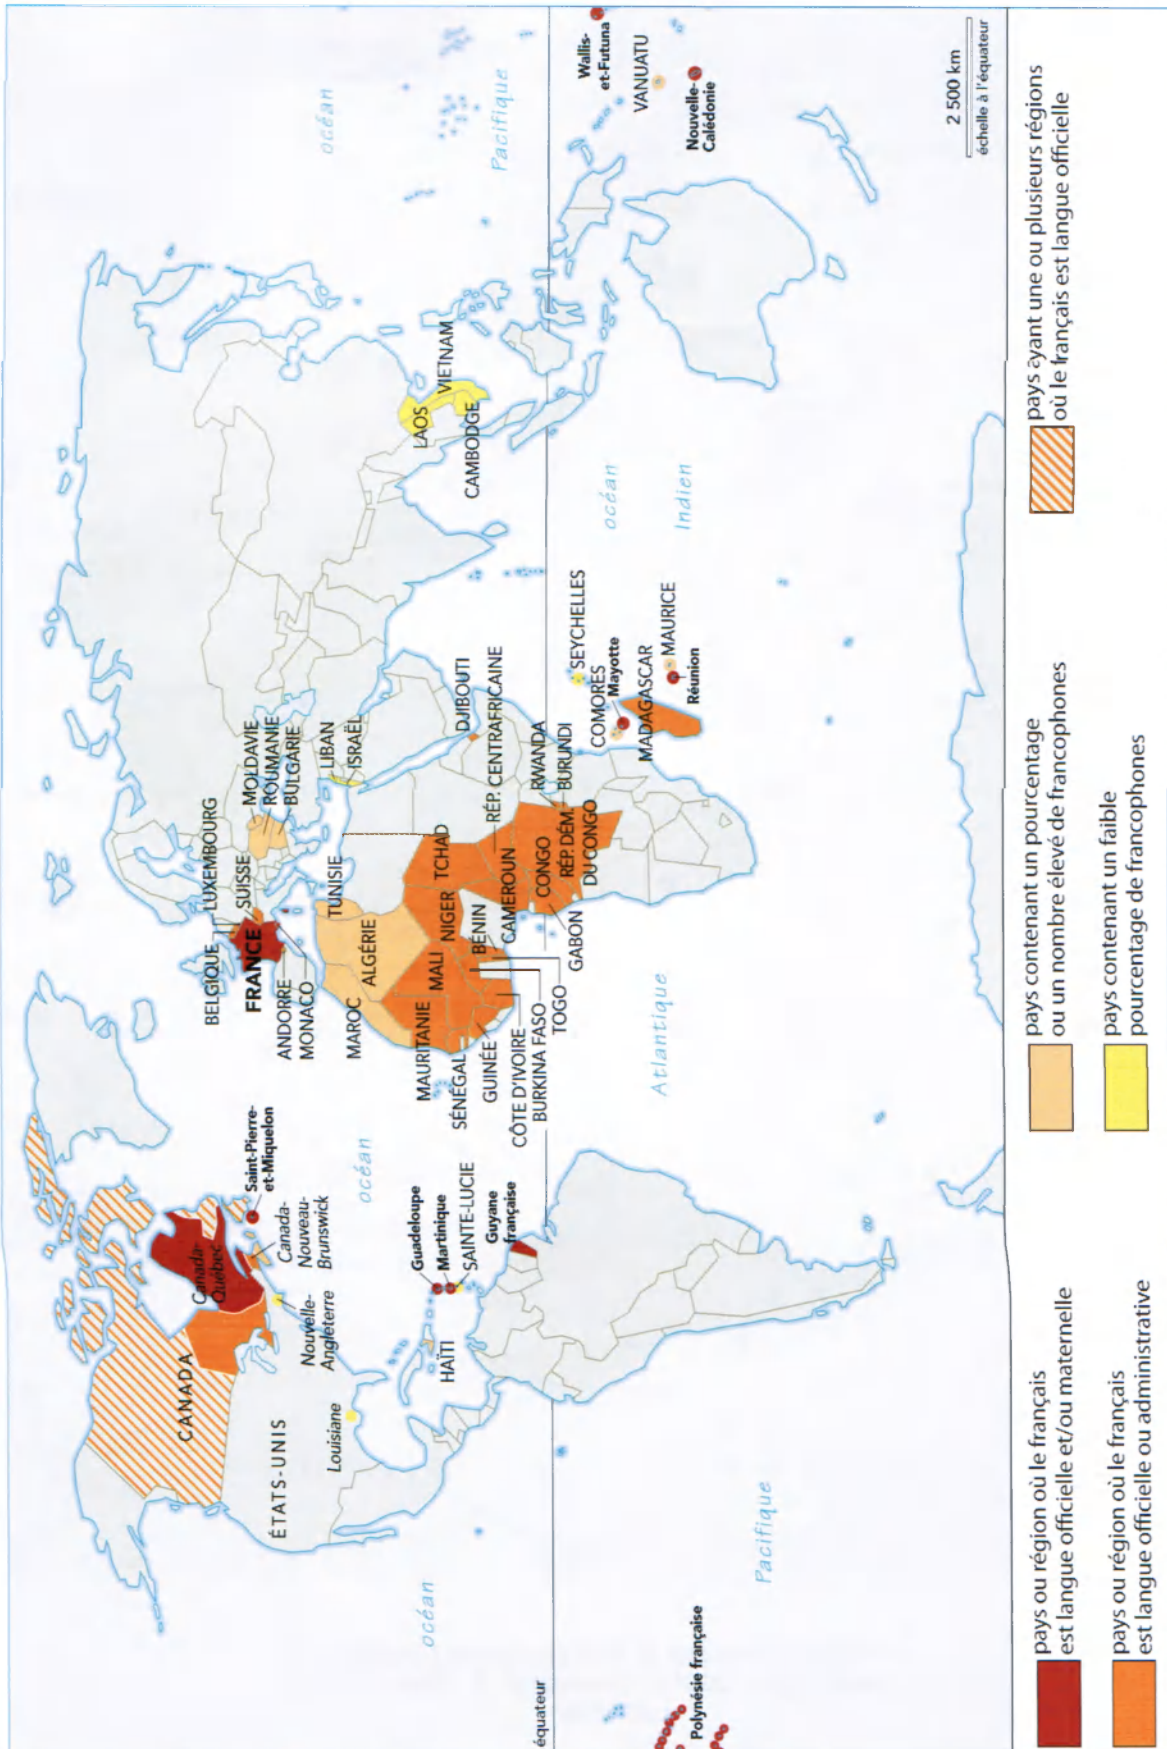 océan
Pacifique
Wallis-
et-Futuna
VANUATU
Nouvelle-
Calédonie
2 500 km
échelle à l'équateur
LAOS
VIETNAM
CAMBODGE
océan
Indien
LUXEMBOURG
BELGIQUE
SUISSE
FRANCE
ANDORRE
MONACO
MOLDAVIE
ROUMANIE
BULGARIE
LIBAN
ISRAËL
TUNISIE
MAROC
ALGÉRIE
MAURITANIE
MALI
NIGER
TCHAD
SÉNÉGAL
GUINÉE
CÔTE D'IVOIRE
BURKINA FASO
TOGO
BÉNIN
CAMEROUN
GABON
CONGO
RÉP. DÉM.
DU CONGO
RÉP. CENTRAFRICAINE
DJIBOUTI
RWANDA
BURUNDI
SEYCHELLES
COMORES
Mayotte
MADAGASCAR
MAURICE
Réunion
CANADA
Canada-
Québec
Saint-Pierre-
et-Miquelon
Canada-
Nouveau-
Brunswick
Nouvelle-
Angleterre
ÉTATS-UNIS
Louisiane
océan
Atlantique
Guadeloupe
Martinique
SAINTE-LUCIE
HAÏTI
Guyane
française
océan
Pacifique
équateur
Polynésie française
pays ou région où le français
est langue officielle et/ou maternelle
pays ou région où le français
est langue officielle ou administrative
pays contenant un pourcentage
ou un nombre élevé de francophones
pays contenant un faible
pourcentage de francophones
pays ayant une ou plusieurs régions
où le français est langue officielle